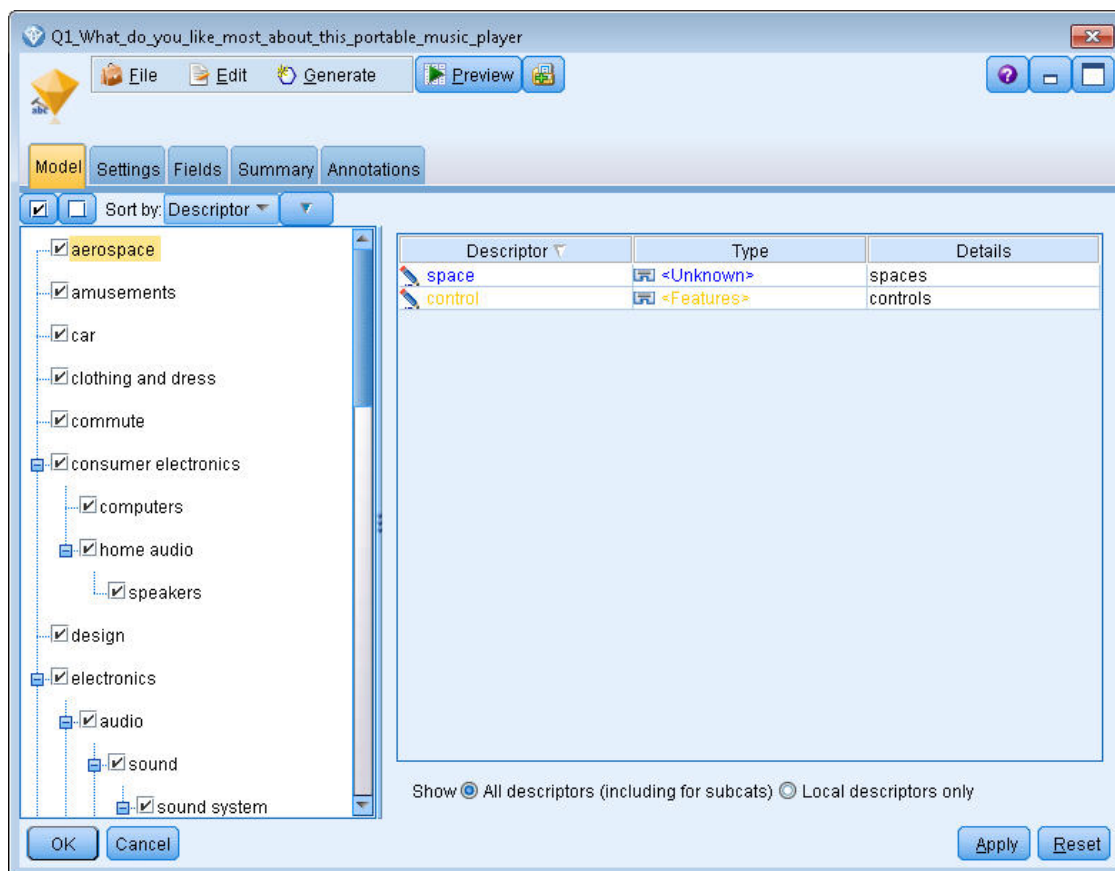 Q1_What_do_you_like_most_about_this_portable_music_player
File Edit Generate Preview
abc
Model Settings Fields Summary Annotations
Sort by: Descriptor
aerospace
amusements
car
clothing and dress
commute
consumer electronics
computers
home audio
speakers
design
electronics
audio
sound
sound system
Descriptor Type Details
space <Unknown> spaces
control <Features> controls
Show All descriptors (including for subcats) Local descriptors only
OK Cancel Apply Reset